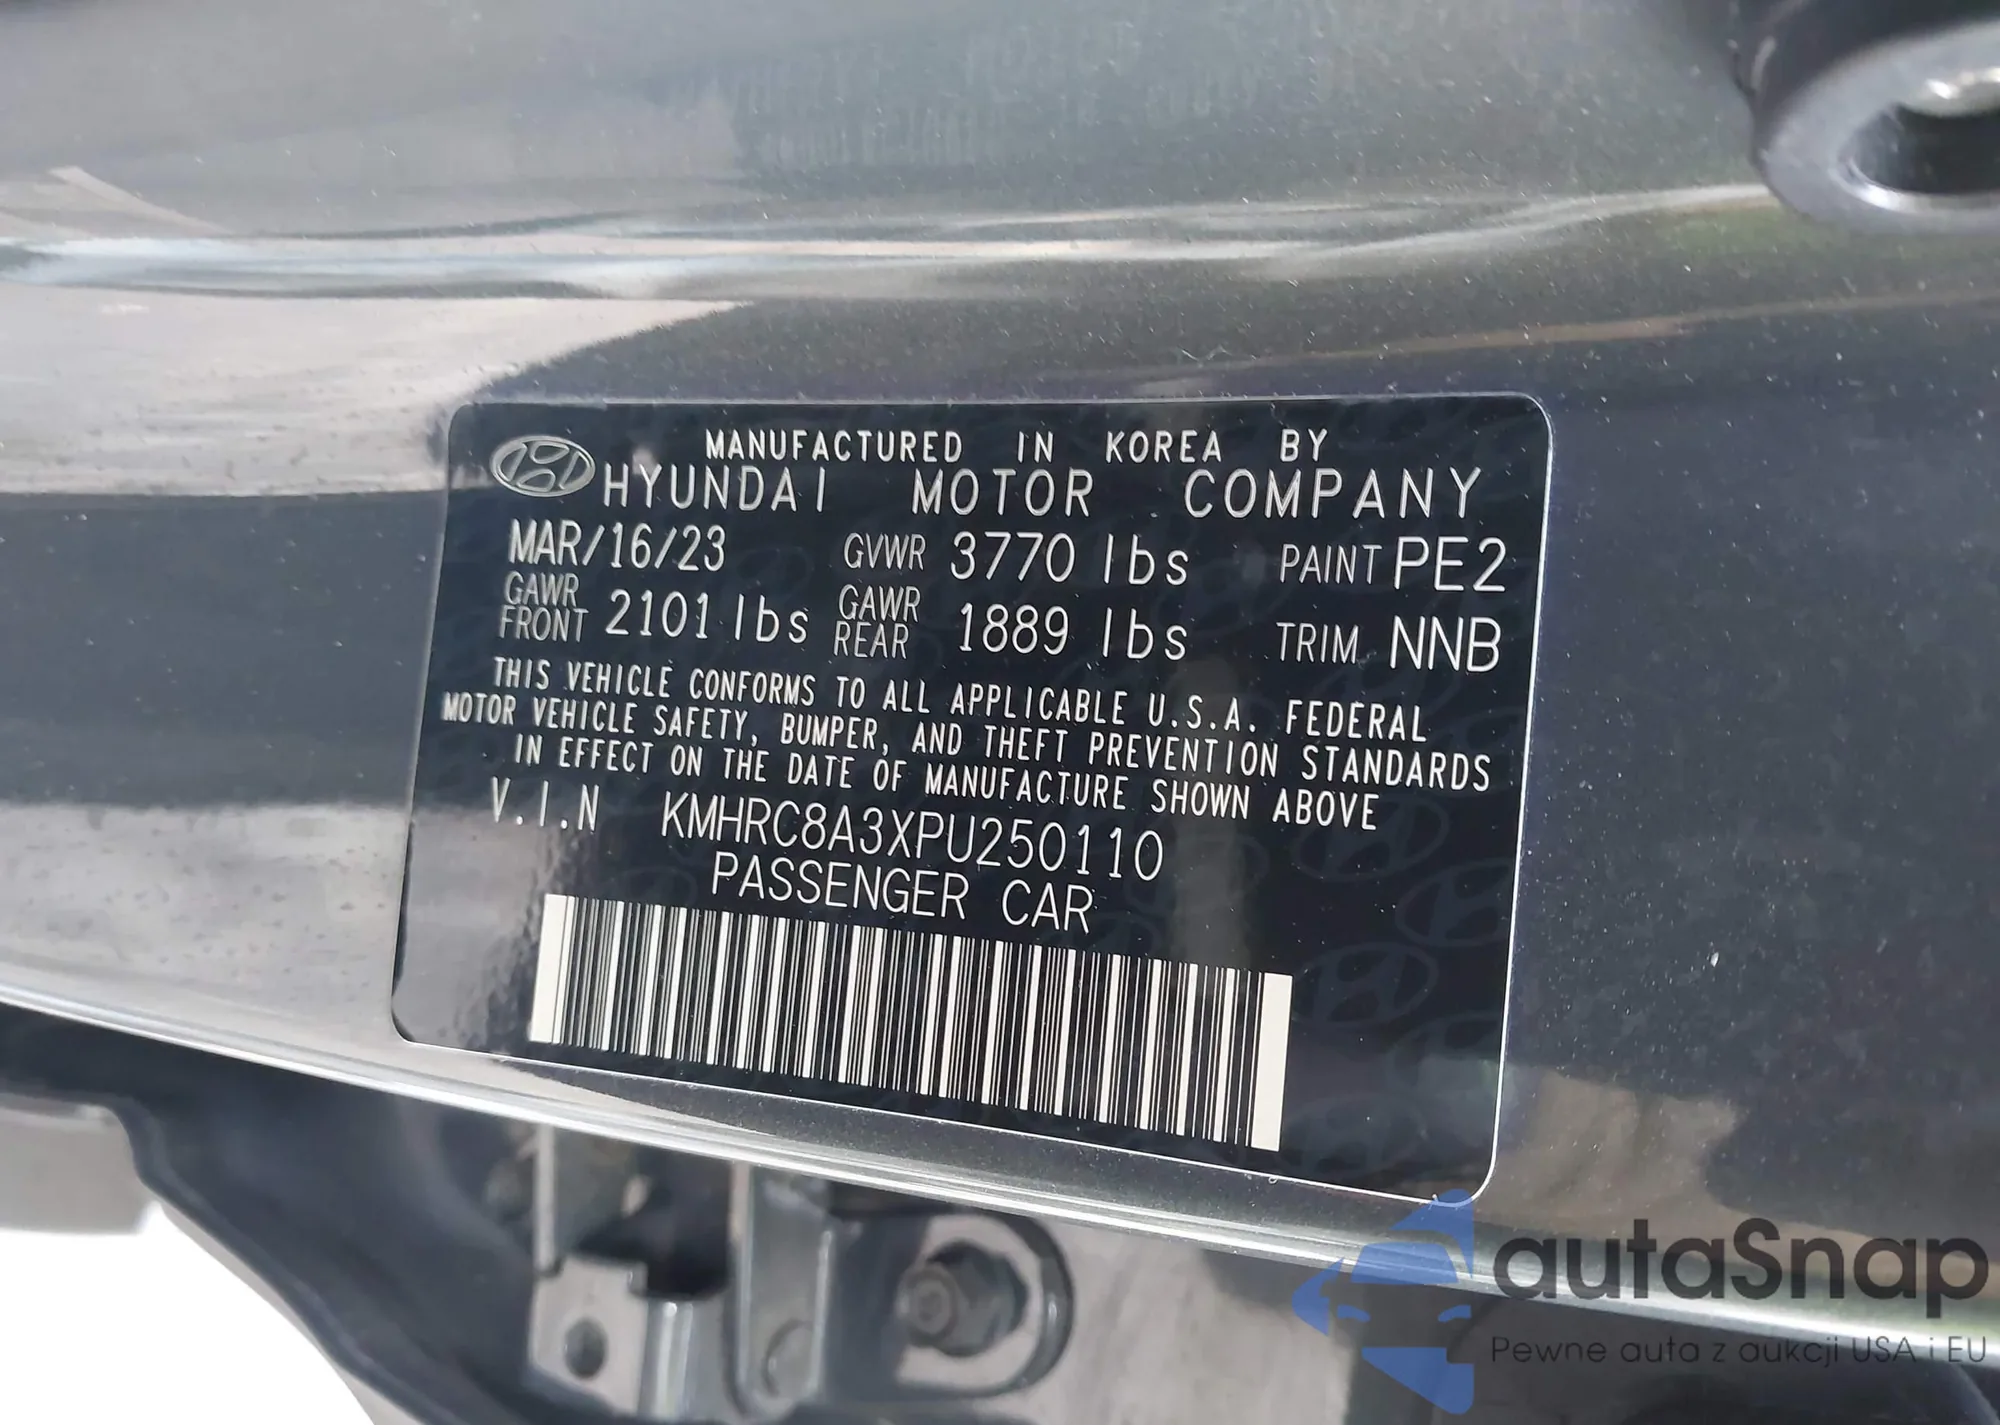 MANUFACTURED IN KOREA BY
HYUNDAI MOTOR COMPANY
MAR/16/23 GVWR 3770 lbs PAINT PE2
GAWR FRONT 2101 lbs GAWR REAR 1889 lbs TRIM NNB
THIS VEHICLE CONFORMS TO ALL APPLICABLE U.S.A. FEDERAL
MOTOR VEHICLE SAFETY, BUMPER, AND THEFT PREVENTION STANDARDS
IN EFFECT ON THE DATE OF MANUFACTURE SHOWN ABOVE
V.I.N KMHRC8A3XPU250110
PASSENGER CAR
autaSnap
Pewne auta z aukcji USA i EU